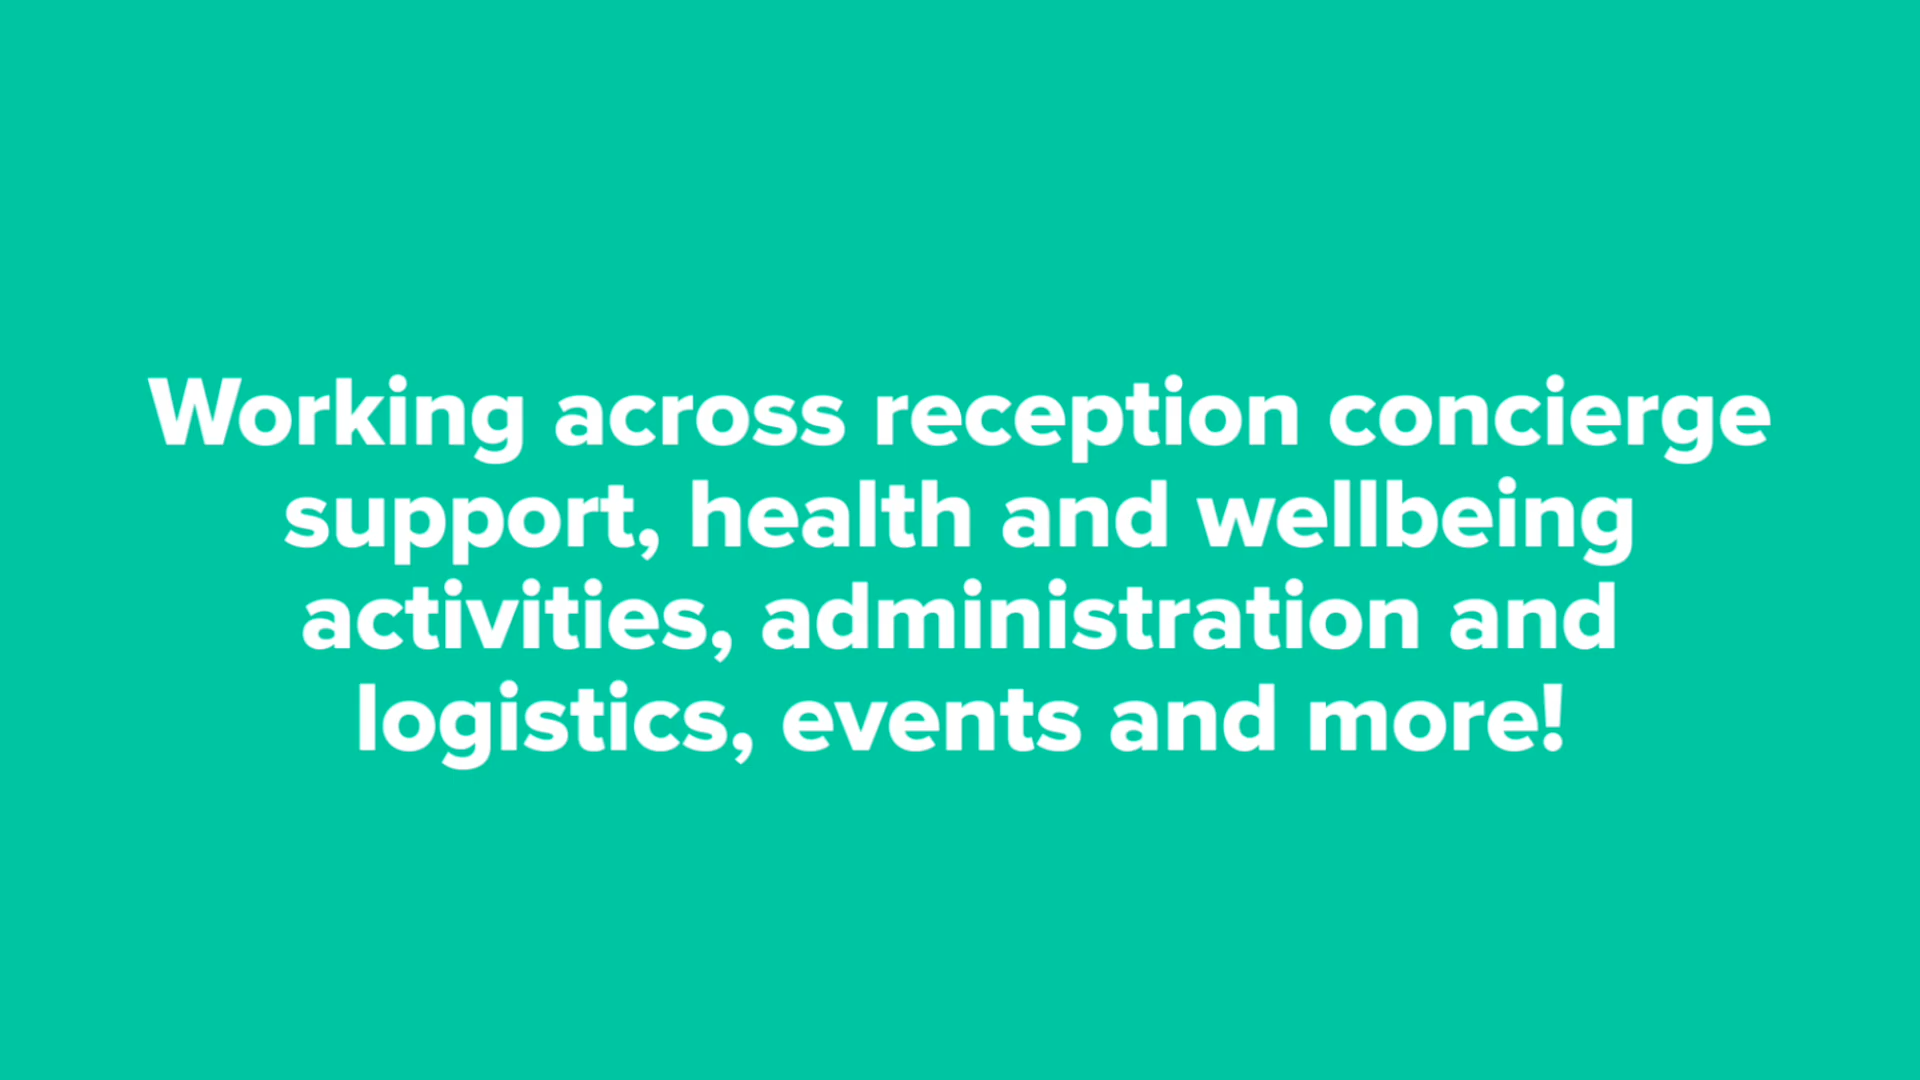 Working across reception concierge
support, health and wellbeing
activities, administration and
logistics, events and more!